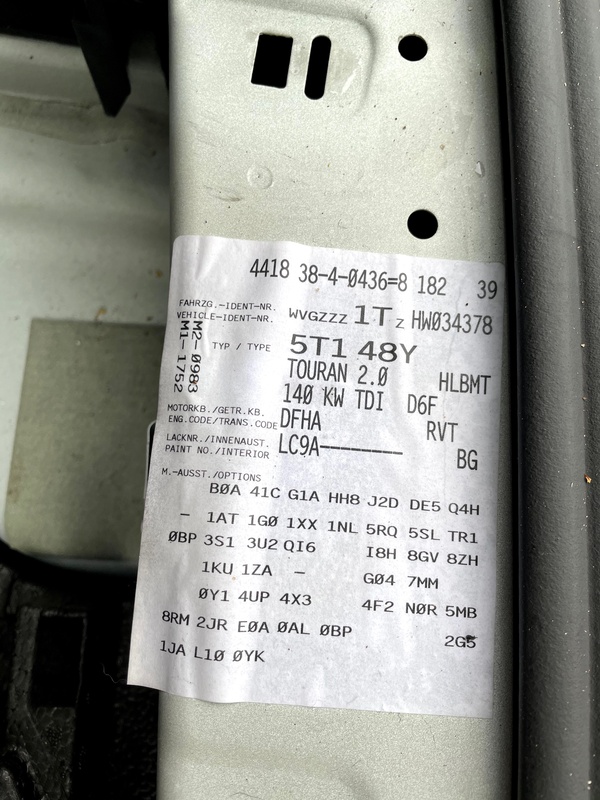 4418 38-4-0436=8 182 39
FAHRZG.-IDENT-NR.
VEHICLE-IDENT-NR. WVGZZZ 1T Z HW034378
M2- 0983
M1- 1752
TYP / TYPE 5T1 48Y
TOURAN 2.0 HLBMT
140 KW TDI D6F
MOTORKB./GETR.KB.
ENG.CODE/TRANS.CODE DFHA RVT
LACKNR./INNENAUST.
PAINT NO./INTERIOR LC9A--------- BG
M.-AUSST./OPTIONS
B0A 41C G1A HH8 J2D DE5 Q4H
- 1AT 1G0 1XX 1NL 5RQ 5SL TR1
0BP 3S1 3U2 QI6 I8H 8GV 8ZH
1KU 1ZA - G04 7MM
0Y1 4UP 4X3 4F2 N0R 5MB
8RM 2JR E0A 0AL 0BP 2G5
1JA L10 0YK